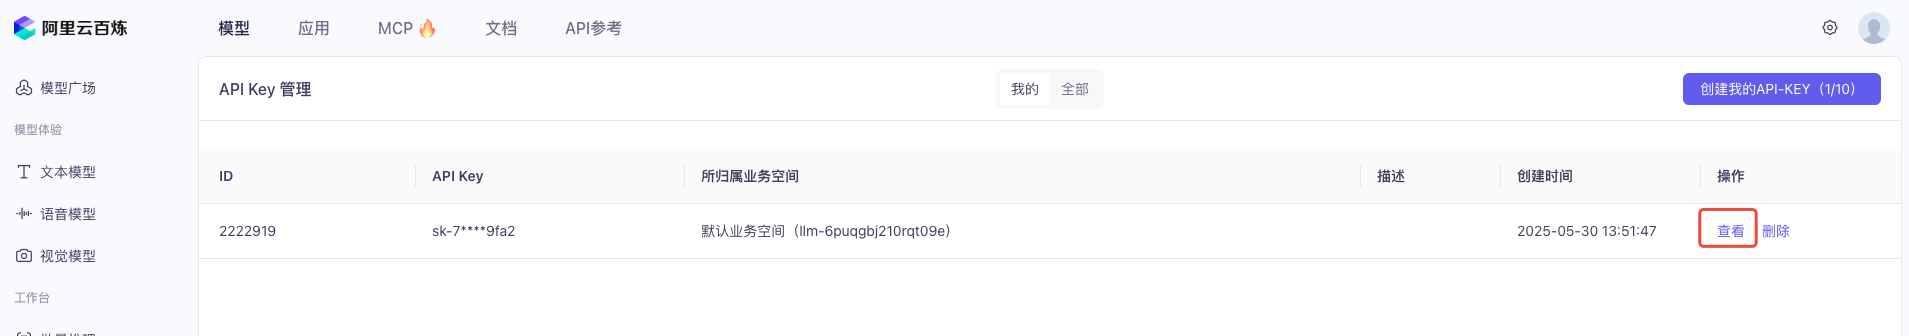 阿里云百炼
模型 应用 MCP 文档 API参考
模型广场
模型体验
文本模型
语音模型
视觉模型
工作台
API Key 管理
我的 全部
创建我的API-KEY（1/10）
ID API Key 所归属业务空间 描述 创建时间 操作
2222919 sk-7****9fa2 默认业务空间（llm-6puqgbj210rqt09e） 2025-05-30 13:51:47 查看 删除